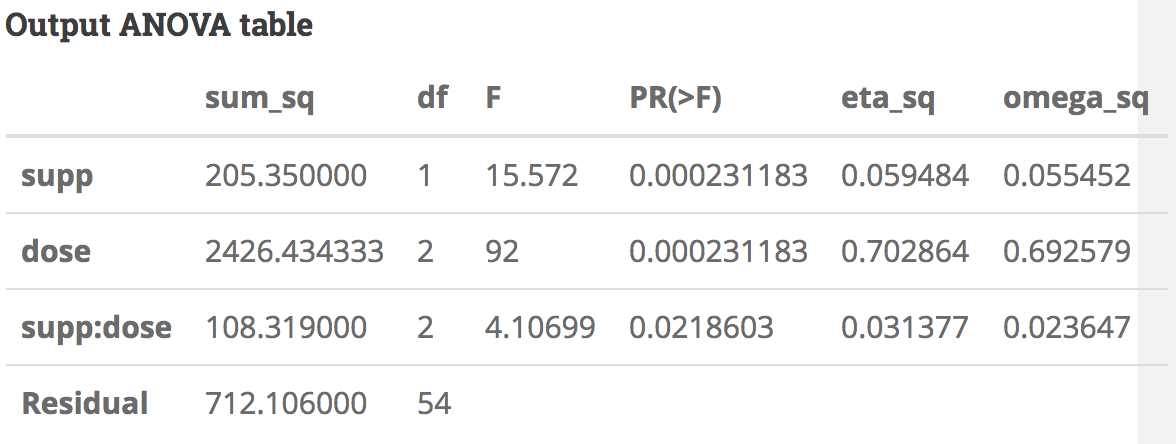 Output ANOVA table
sum_sq df F PR(>F) eta_sq omega_sq
supp 205.350000 1 15.572 0.000231183 0.059484 0.055452
dose 2426.434333 2 92 0.000231183 0.702864 0.692579
supp:dose 108.319000 2 4.10699 0.0218603 0.031377 0.023647
Residual 712.106000 54